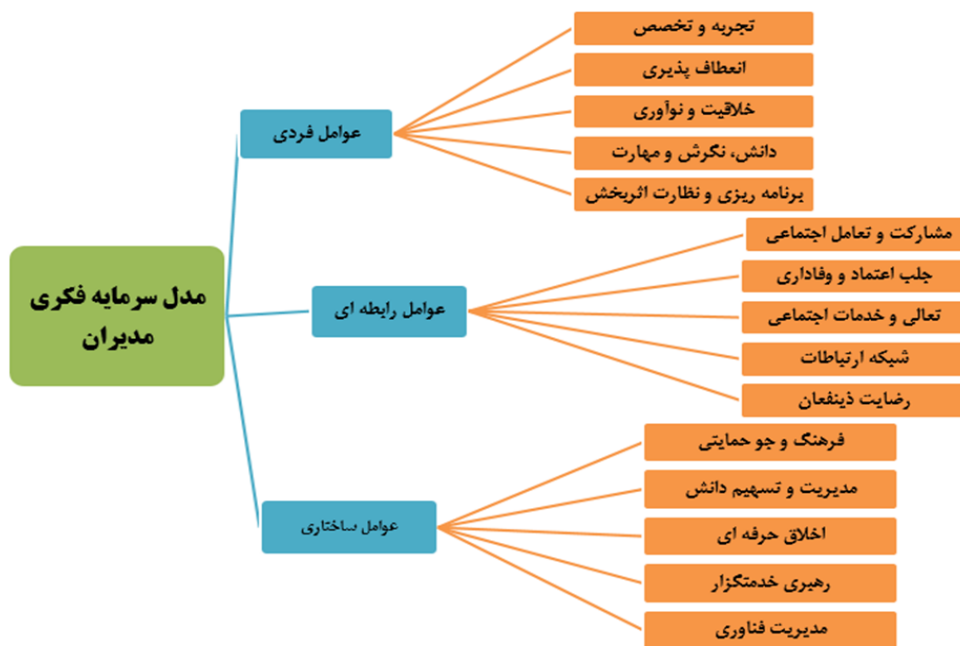 مدل سرمایه فکری
مدیران
عوامل فردی
تجربه و تخصص
انعطاف پذیری
خلاقیت و نوآوری
دانش، نگرش و مهارت
برنامه ریزی و نظارت اثربخش
عوامل رابطه ای
مشارکت و تعامل اجتماعی
جلب اعتماد و وفاداری
تعالی و خدمات اجتماعی
شبکه ارتباطات
رضایت ذینفعان
عوامل ساختاری
فرهنگ و جو حمایتی
مدیریت و تسهیم دانش
اخلاق حرفه ای
رهبری خدمتگزار
مدیریت فناوری